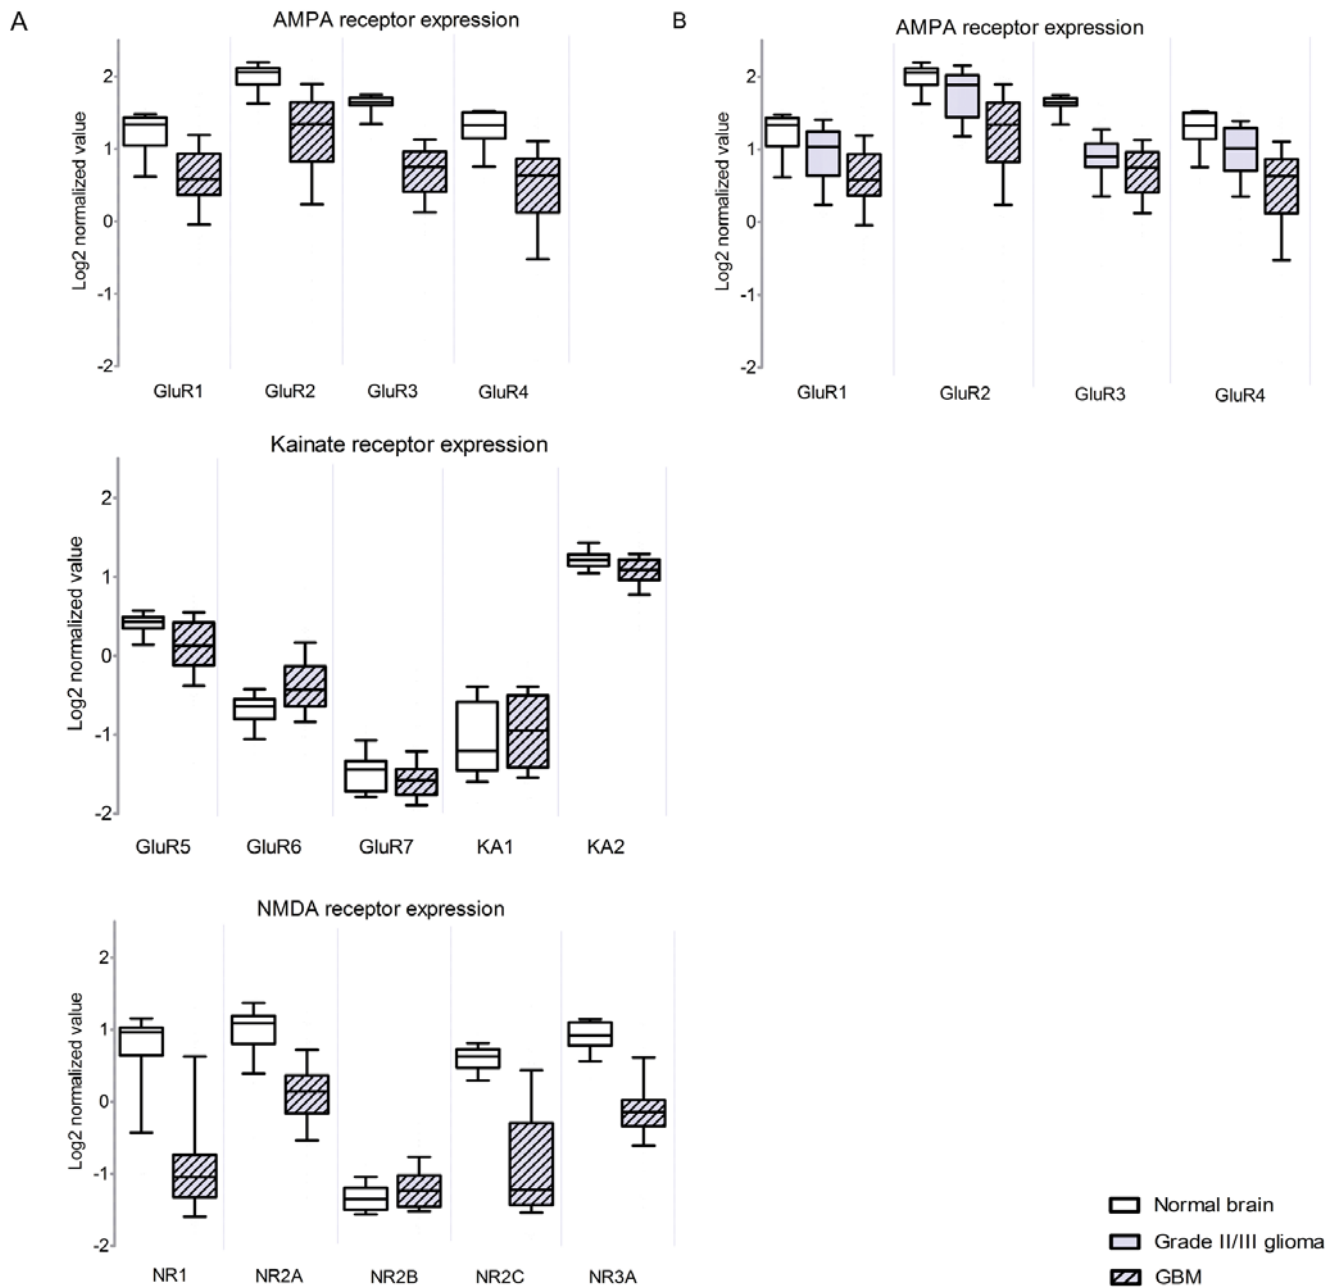 A
AMPA receptor expression
Log2 normalized value
2
1
0
-1
-2
GluR1 GluR2 GluR3 GluR4
B
AMPA receptor expression
Log2 normalized value
2
1
0
-1
-2
GluR1 GluR2 GluR3 GluR4
Kainate receptor expression
Log2 normalized value
2
1
0
-1
-2
GluR5 GluR6 GluR7 KA1 KA2
NMDA receptor expression
Log2 normalized value
2
1
0
-1
-2
NR1 NR2A NR2B NR2C NR3A
Normal brain
Grade II/III glioma
GBM